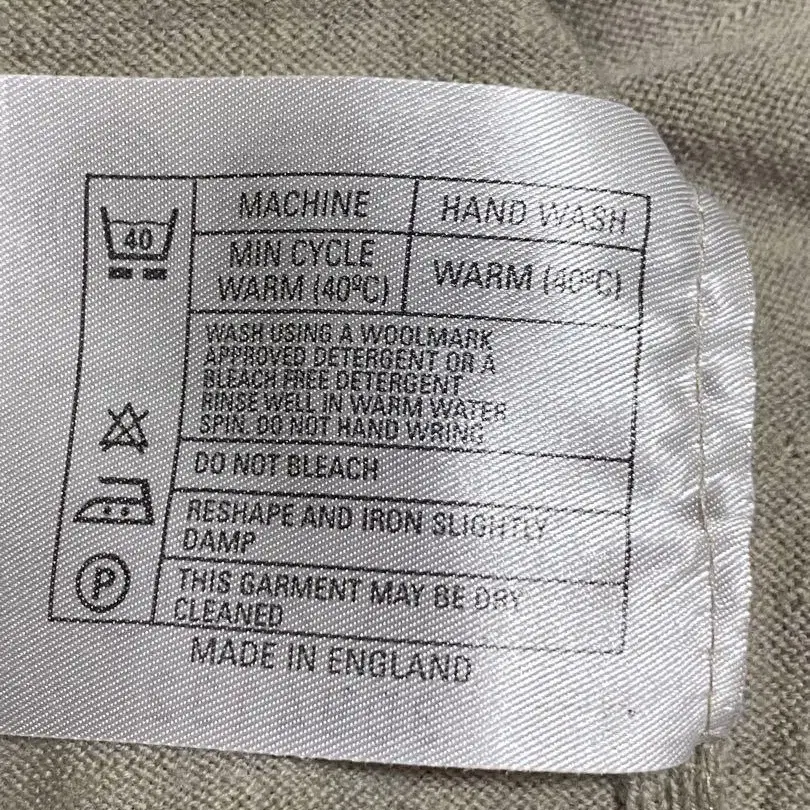 40
MACHINE
HAND WASH
MIN CYCLE
WARM (40ºC)
WARM (40ºC)
WASH USING A WOOLMARK
APPROVED DETERGENT OR A
BLEACH FREE DETERGENT
RINSE WELL IN WARM WATER
SPIN. DO NOT HAND WRING
DO NOT BLEACH
RESHAPE AND IRON SLIGHTLY
DAMP
P
THIS GARMENT MAY BE DRY
CLEANED
MADE IN ENGLAND